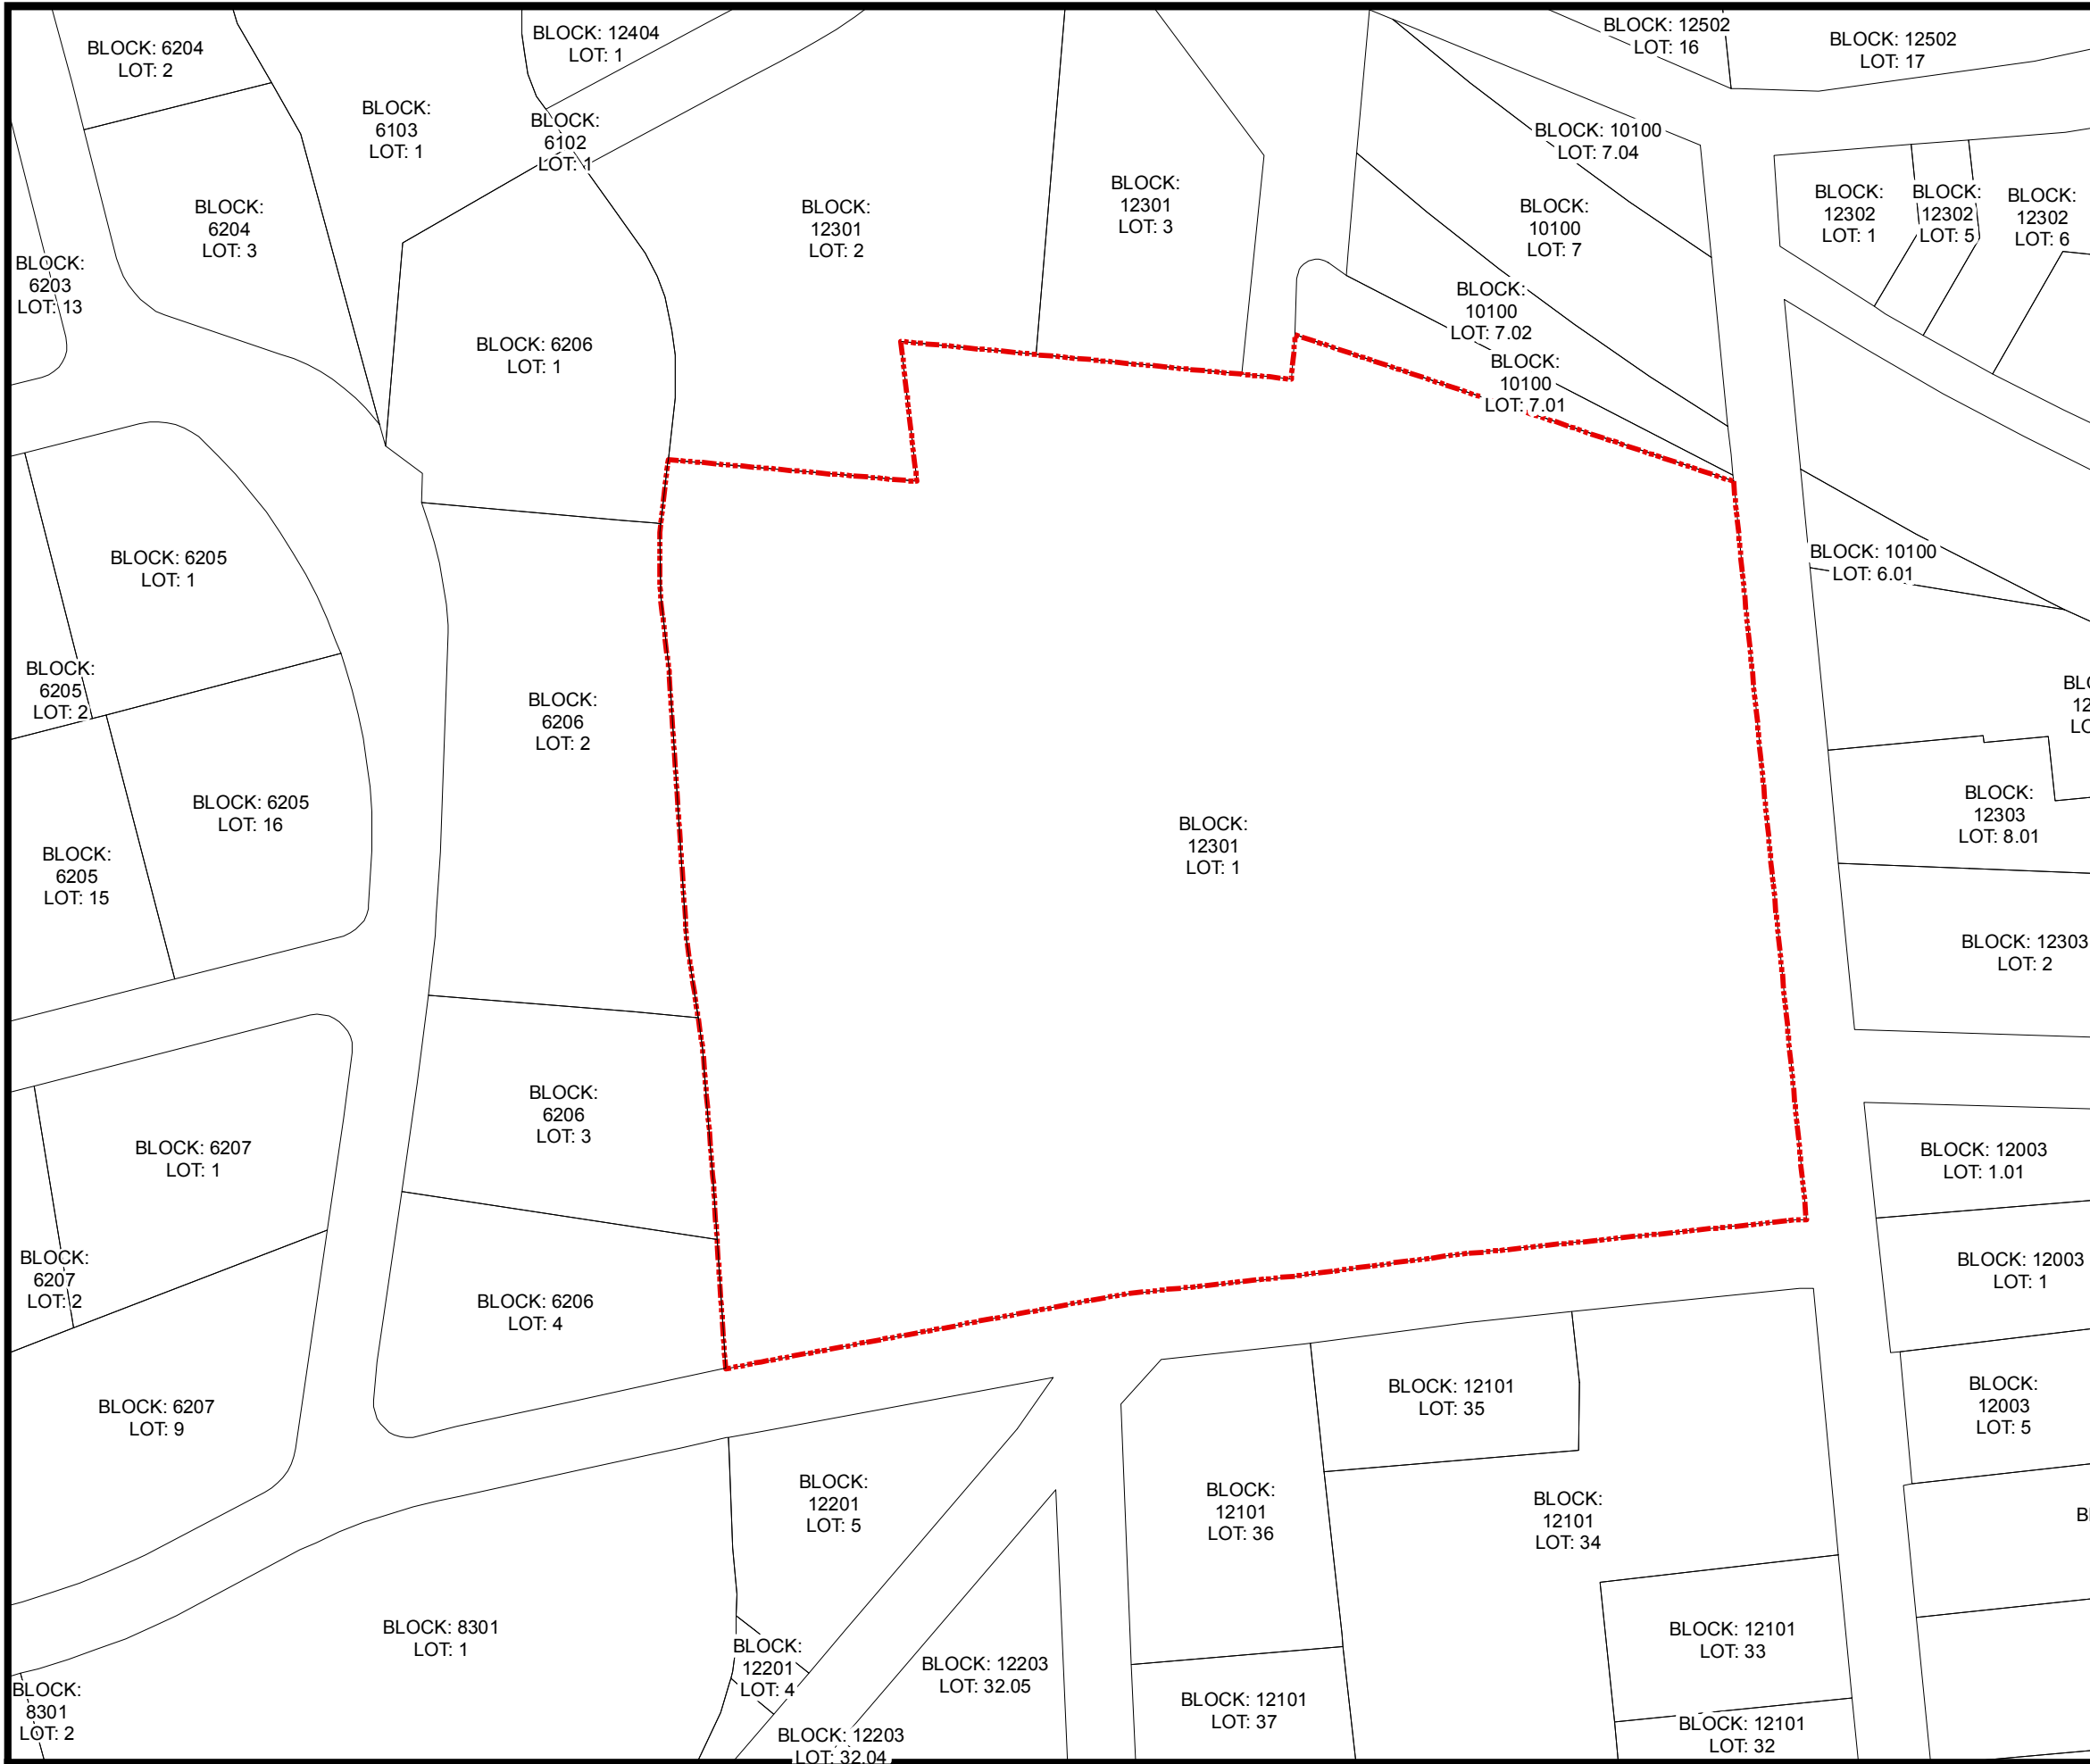 BLOCK: 6204
LOT: 2
BLOCK: 12404
LOT: 1
BLOCK: 12502
LOT: 16
BLOCK: 12502
LOT: 17
BLOCK:
6103
LOT: 1
BLOCK:
6102
LOT: 1
BLOCK: 10100
LOT: 7.04
BLOCK:
6204
LOT: 3
BLOCK:
12301
LOT: 2
BLOCK:
12301
LOT: 3
BLOCK:
10100
LOT: 7
BLOCK:
12302
LOT: 1
BLOCK:
12302
LOT: 5
BLOCK:
12302
LOT: 6
BLOCK:
6203
LOT: 13
BLOCK:
10100
LOT: 7.02
BLOCK: 6206
LOT: 1
BLOCK:
10100
LOT: 7.01
BLOCK: 6205
LOT: 1
BLOCK: 10100
LOT: 6.01
BLOCK:
6205
LOT: 2
BLOCK:
6206
LOT: 2
BLOCK: 6205
LOT: 16
BLOCK:
12301
LOT: 1
BLOCK:
12303
LOT: 8.01
BLOCK:
6205
LOT: 15
BLOCK: 12303
LOT: 2
BLOCK:
6206
LOT: 3
BLOCK: 6207
LOT: 1
BLOCK: 12003
LOT: 1.01
BLOCK:
6207
LOT: 2
BLOCK: 12003
LOT: 1
BLOCK: 6206
LOT: 4
BLOCK: 6207
LOT: 9
BLOCK: 12101
LOT: 35
BLOCK:
12003
LOT: 5
BLOCK:
12201
LOT: 5
BLOCK:
12101
LOT: 36
BLOCK:
12101
LOT: 34
BLOCK: 8301
LOT: 1
BLOCK:
12201
LOT: 4
BLOCK: 12203
LOT: 32.05
BLOCK: 12101
LOT: 33
BLOCK:
8301
LOT: 2
BLOCK: 12101
LOT: 37
BLOCK: 12203
LOT: 32.04
BLOCK: 12101
LOT: 32